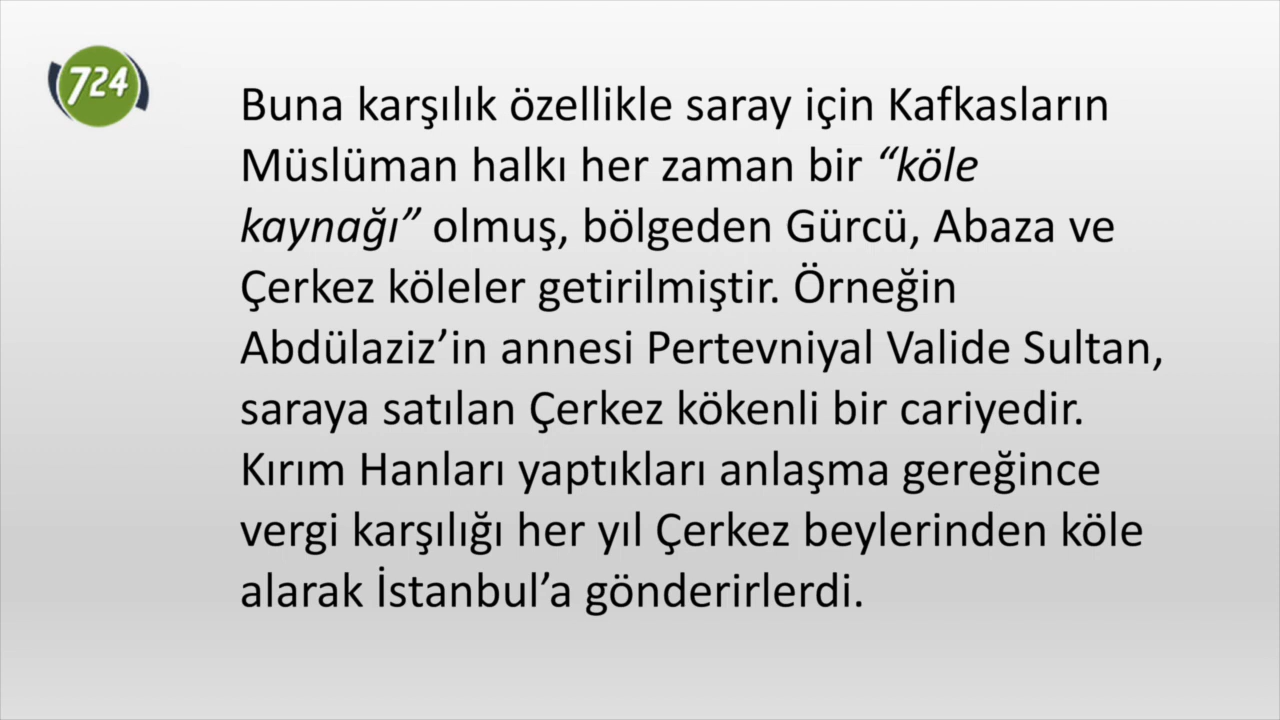 724
Buna karşılık özellikle saray için Kafkasların
Müslüman halkı her zaman bir “köle
kaynağı” olmuş, bölgeden Gürcü, Abaza ve
Çerkez köleler getirilmiştir. Örneğin
Abdülaziz’in annesi Pertevniyal Valide Sultan,
saraya satılan Çerkez kökenli bir cariyedir.
Kırım Hanları yaptıkları anlaşma gereğince
vergi karşılığı her yıl Çerkez beylerinden köle
alarak İstanbul’a gönderirlerdi.